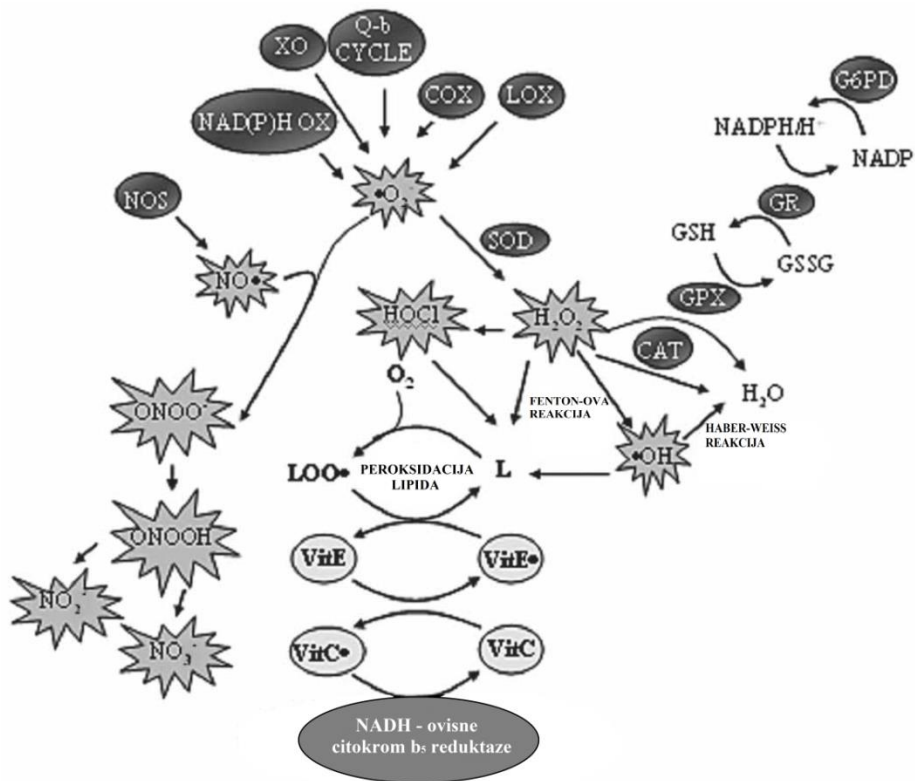 XO
Q-b
CYCLE
COX
LOX
NAD(P)H OX
G6PD
NADPH/H
NADP
NOS
•O₂⁻
SOD
GR
GSH
GSSG
NO•
GPX
HOCl
H₂O₂
CAT
O₂
H₂O
FENTON-OVA
REAKCIJA
HABER-WEISS
REAKCIJA
ONOO⁻
•OH
LOO•
PEROKSIDACIJA
LIPIDA
L
ONOOH
VitE
VitE•
NO₂⁻
NO₃⁻
VitC•
VitC
NADH - ovisne
citokrom b₅ reduktaze